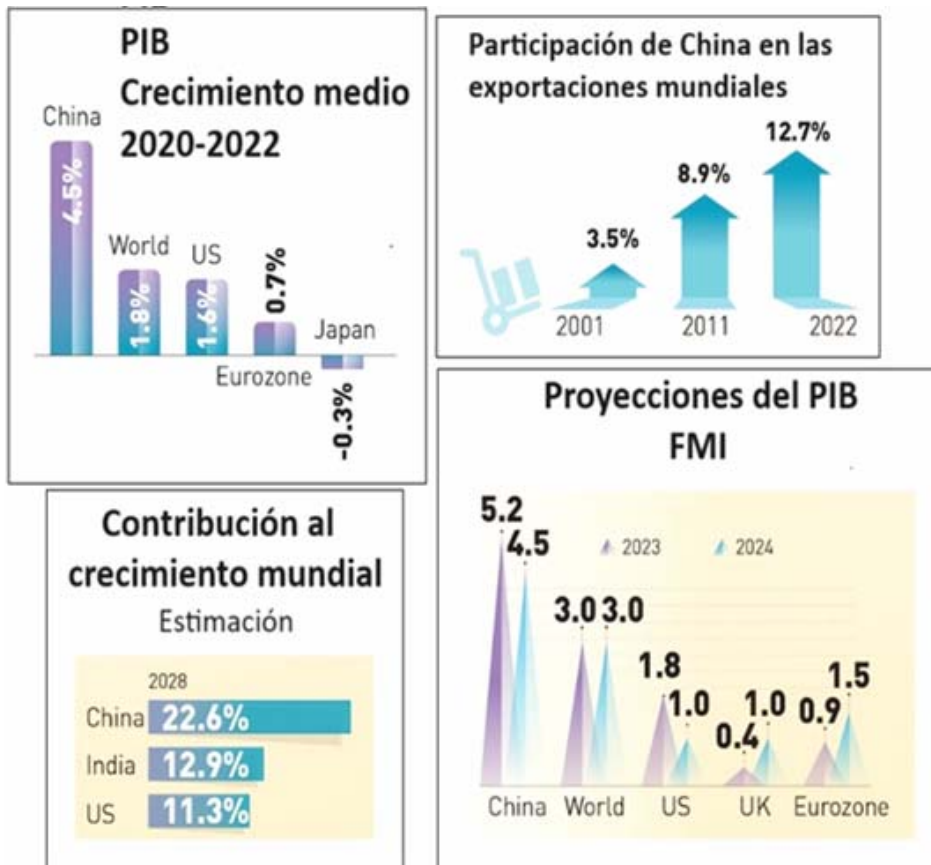 PIB
Crecimiento medio
2020-2022
China
4.5%
World
1.8%
US
1.6%
0.7%
Eurozone
Japan
-0.3%
Participación de China en las
exportaciones mundiales
3.5%
8.9%
12.7%
2001
2011
2022
Contribución al
crecimiento mundial
Estimación
2028
China 22.6%
India 12.9%
US 11.3%
Proyecciones del PIB
FMI
2023 2024
5.2 4.5
3.0 3.0
1.8 1.0
0.4 1.0
0.9 1.5
China World US UK Eurozone